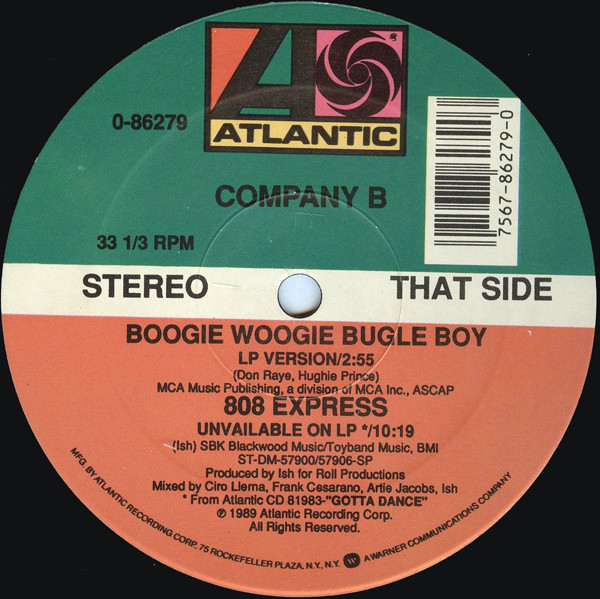 0-86279
ATLANTIC
COMPANY B
7567-86279-0
33 1/3 RPM
STEREO
THAT SIDE
BOOGIE WOOGIE BUGLE BOY
LP VERSION/2:55
(Don Raye, Hughie Prince)
MCA Music Publishing, a division of MCA Inc., ASCAP
808 EXPRESS
UNVAILABLE ON LP */10:19
(Ish) SBK Blackwood Music/Toyband Music, BMI
ST-DM-57900/57906-SP
Produced by Ish for Roll Productions
Mixed by Ciro Llerna, Frank Cesarano, Artie Jacobs, Ish
* From Atlantic CD 81983-"GOTTA DANCE"
℗ 1989 Atlantic Recording Corp.
All Rights Reserved.
MFG. BY ATLANTIC RECORDING CORP., 75 ROCKEFELLER PLAZA, N.Y., N.Y. A WARNER COMMUNICATIONS COMPANY